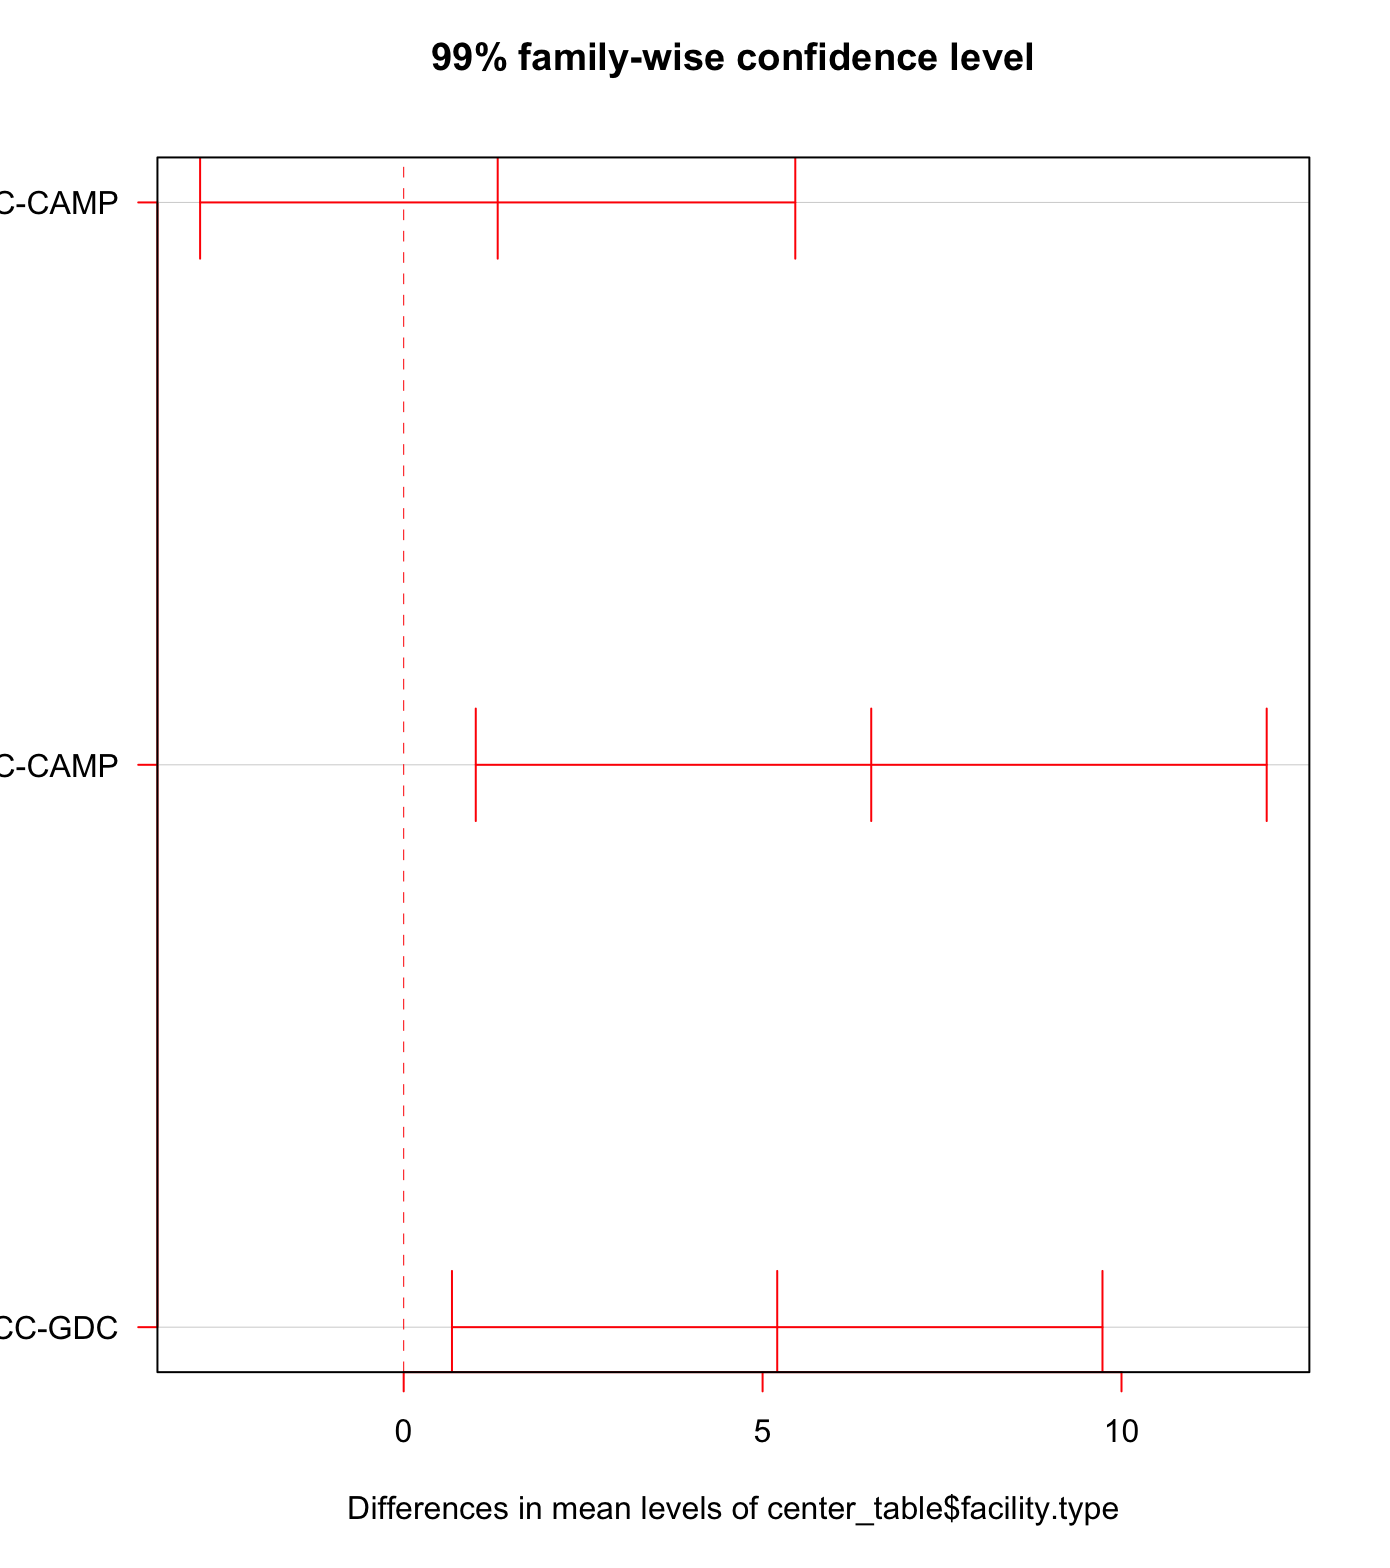 99% family-wise confidence level
C-CAMP
C-CAMP
CC-GDC
0 5 10
Differences in mean levels of center_table$facility.type